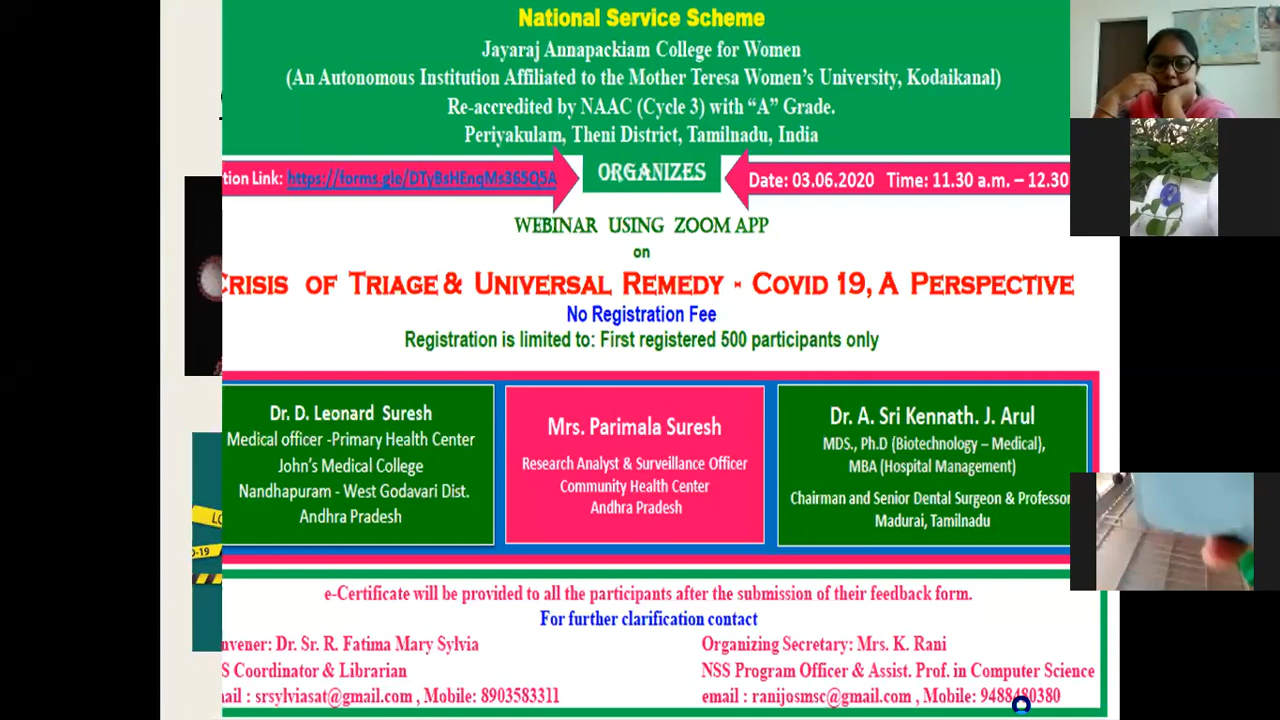 National Service Scheme
Jayaraj Annapackiam College for Women
(An Autonomous Institution Affiliated to the Mother Teresa Women's University, Kodaikanal)
Re-accredited by NAAC (Cycle 3) with "A" Grade.
Periyakulam, Theni District, Tamilnadu, India
tion Link: https://forms.gle/DTyBsHEnqMs365Q5A
ORGANIZES
Date: 03.06.2020 Time: 11.30 a.m. – 12.30
WEBINAR USING ZOOM APP
on
CRISIS OF TRIAGE & UNIVERSAL REMEDY - COVID 19, A PERSPECTIVE
No Registration Fee
Registration is limited to: First registered 500 participants only
Dr. D. Leonard Suresh
Medical officer -Primary Health Center
John's Medical College
Nandhapuram - West Godavari Dist.
Andhra Pradesh
Mrs. Parimala Suresh
Research Analyst & Surveillance Officer
Community Health Center
Andhra Pradesh
Dr. A. Sri Kennath. J. Arul
MDS., Ph.D (Biotechnology – Medical),
MBA (Hospital Management)
Chairman and Senior Dental Surgeon & Professor
Madurai, Tamilnadu
LO
D-19
e-Certificate will be provided to all the participants after the submission of their feedback form.
For further clarification contact
vener: Dr. Sr. R. Fatima Mary Sylvia
S Coordinator & Librarian
ail : srsylviasat@gmail.com , Mobile: 8903583311
Organizing Secretary: Mrs. K. Rani
NSS Program Officer & Assist. Prof. in Computer Science
email : ranijosmsc@gmail.com , Mobile: 9488480380